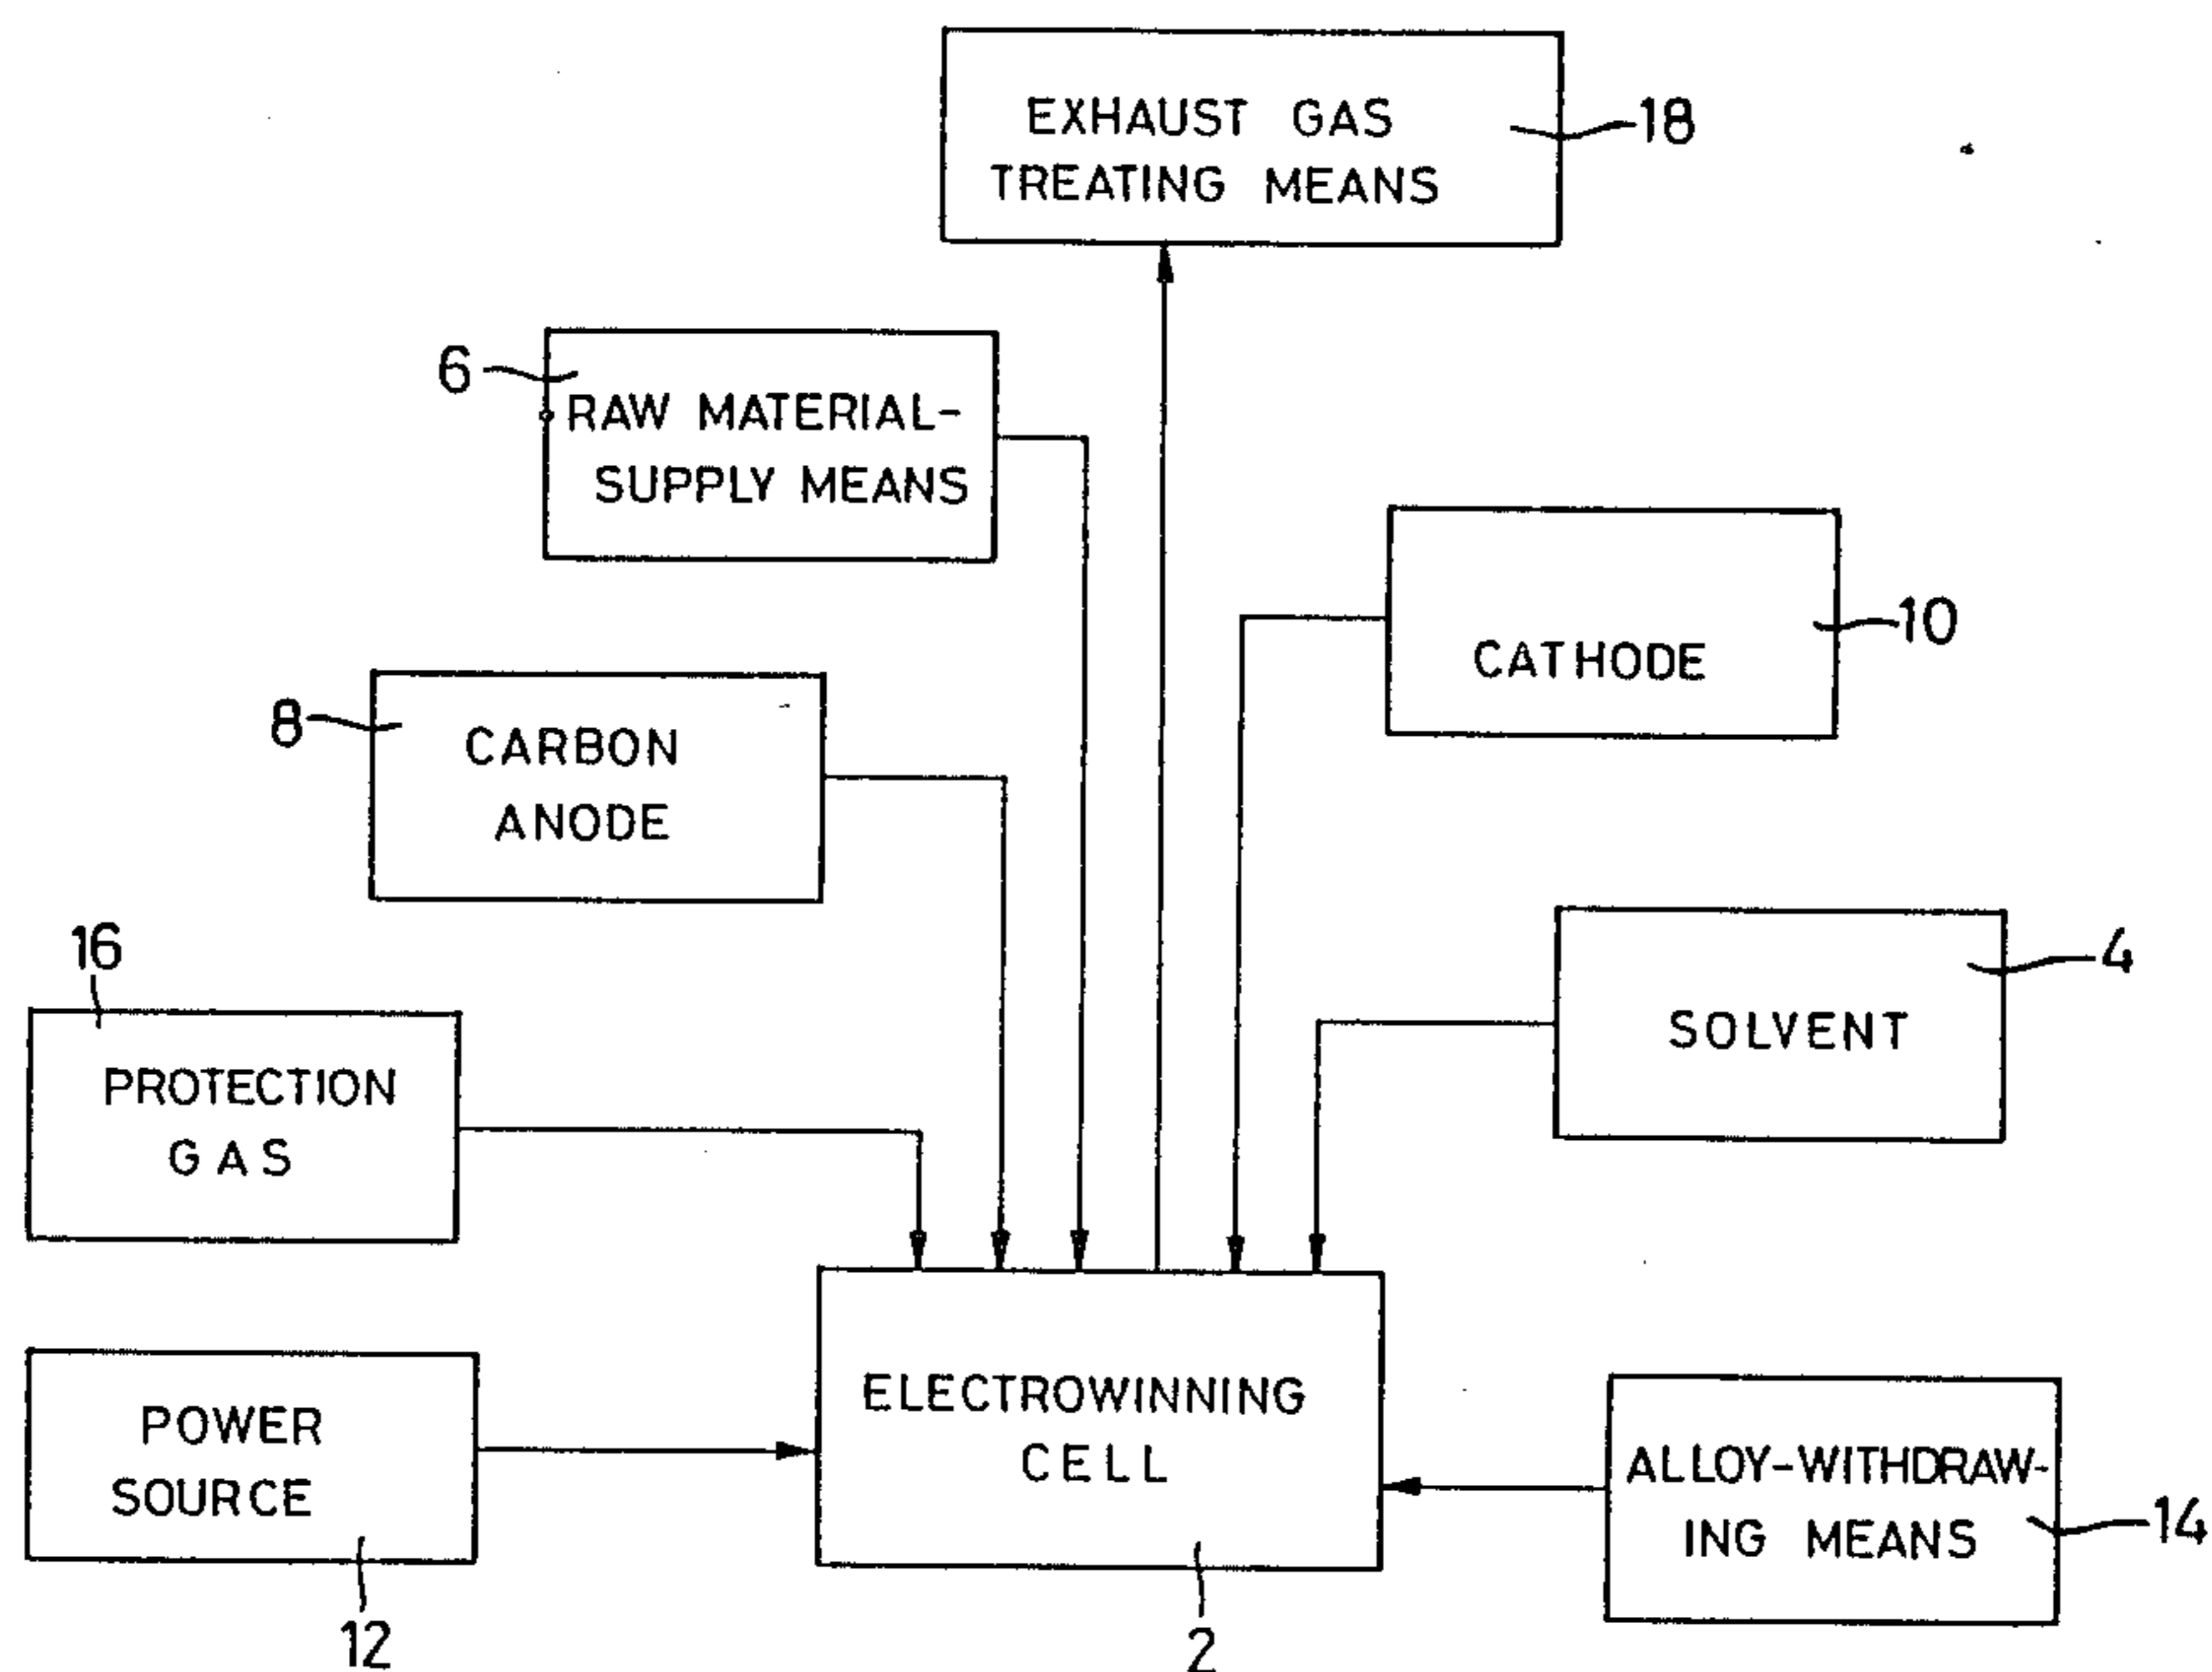 EXHAUST GAS
TREATING MEANS
18
6
RAW MATERIAL-
SUPPLY MEANS
CATHODE
10
8
CARBON
ANODE
16
PROTECTION
GAS
SOLVENT
4
POWER
SOURCE
12
ELECTROWINNING
CELL
2
ALLOY-WITHDRAW-
ING MEANS
14